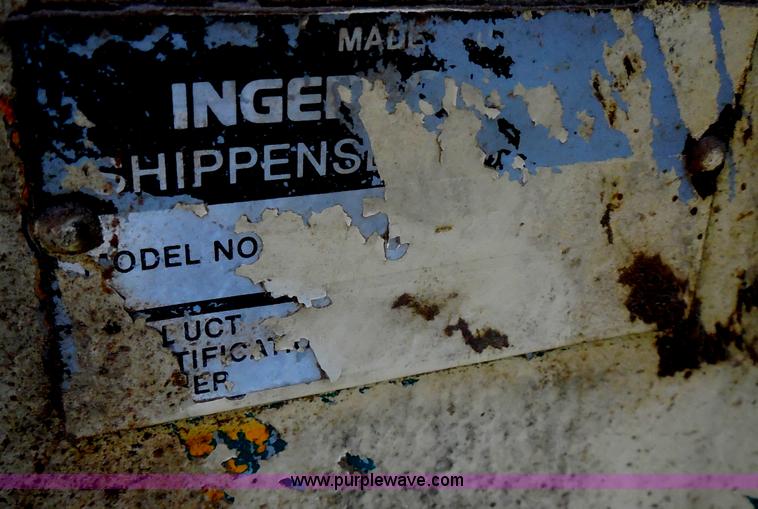 MADE
INGER
SHIPPENS
ODEL NO
UCT
TIFICAT
ER
www.purplewave.com